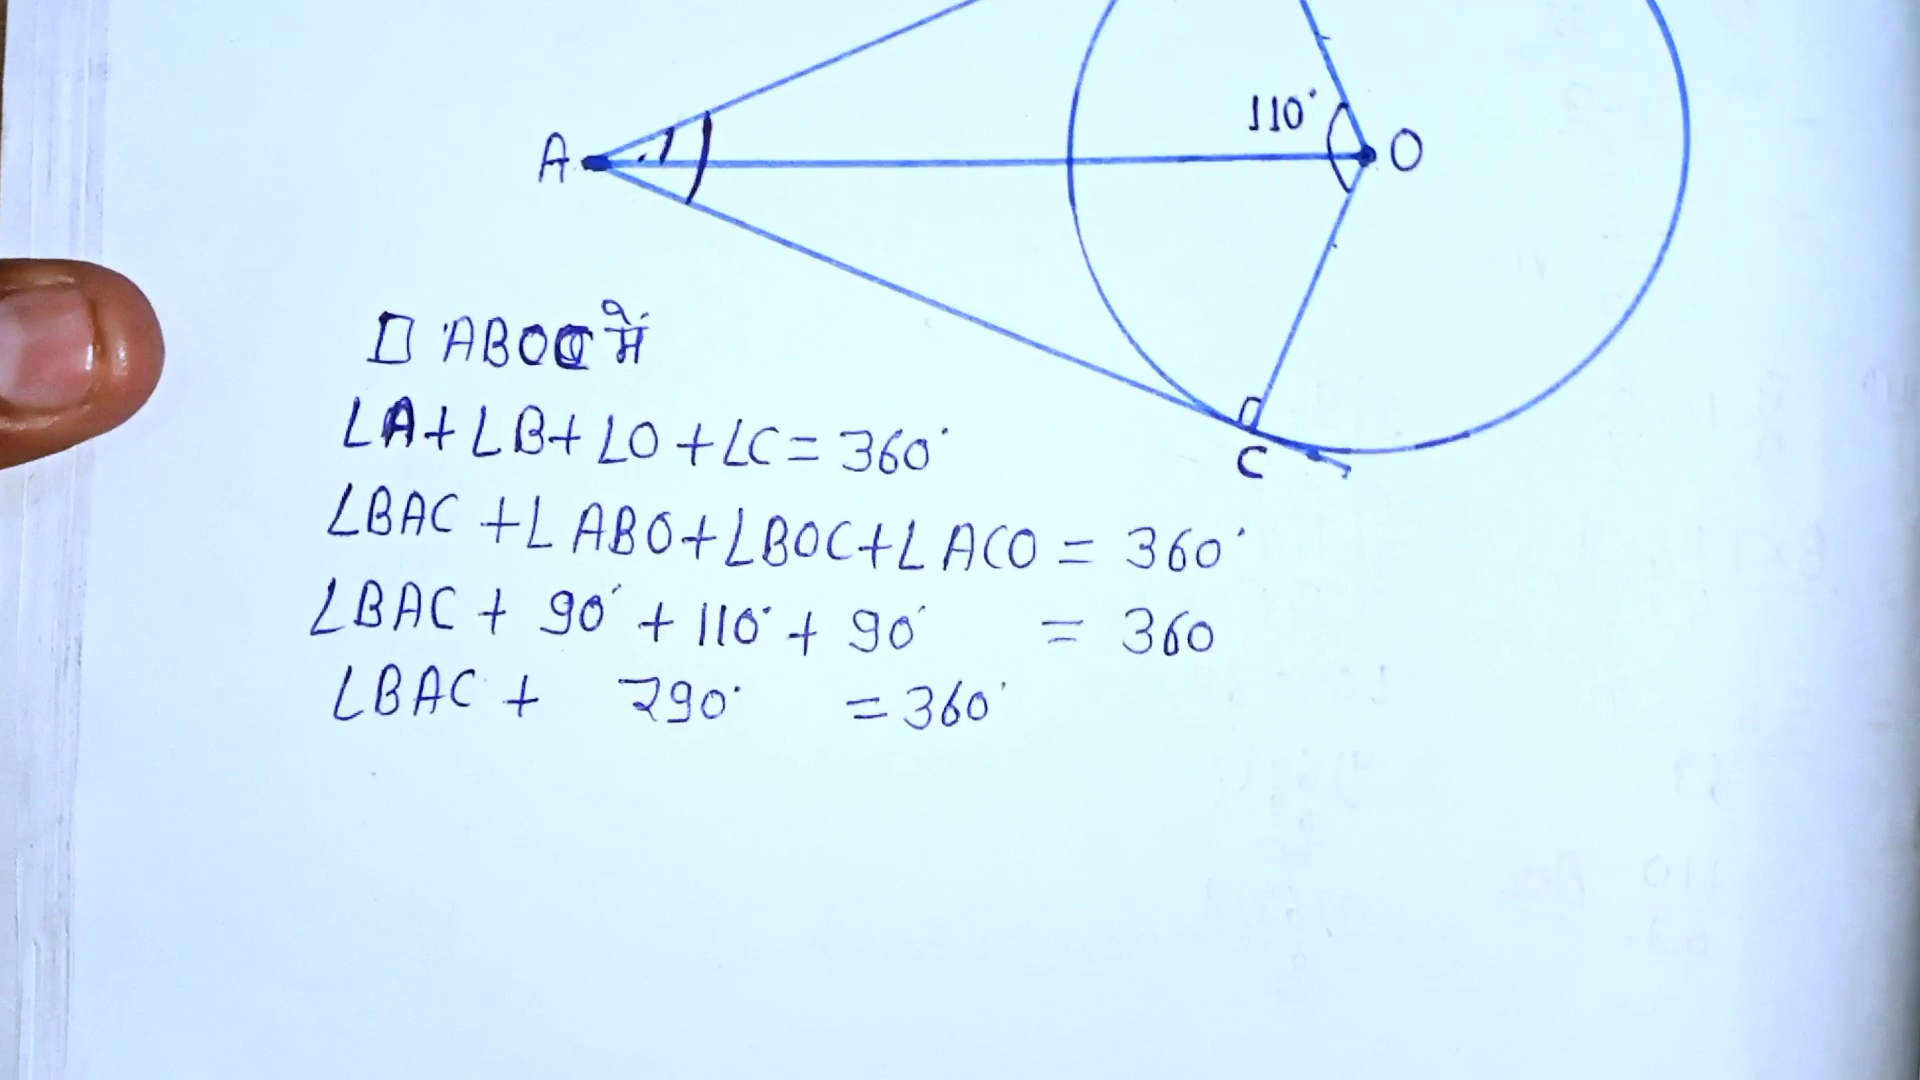 110°
A
O
C
□ ABOC में
∠A+∠B+∠O+∠C=360°
∠BAC+∠ABO+∠BOC+∠ACO=360°
∠BAC+90°+110°+90°=360
∠BAC+290°=360°